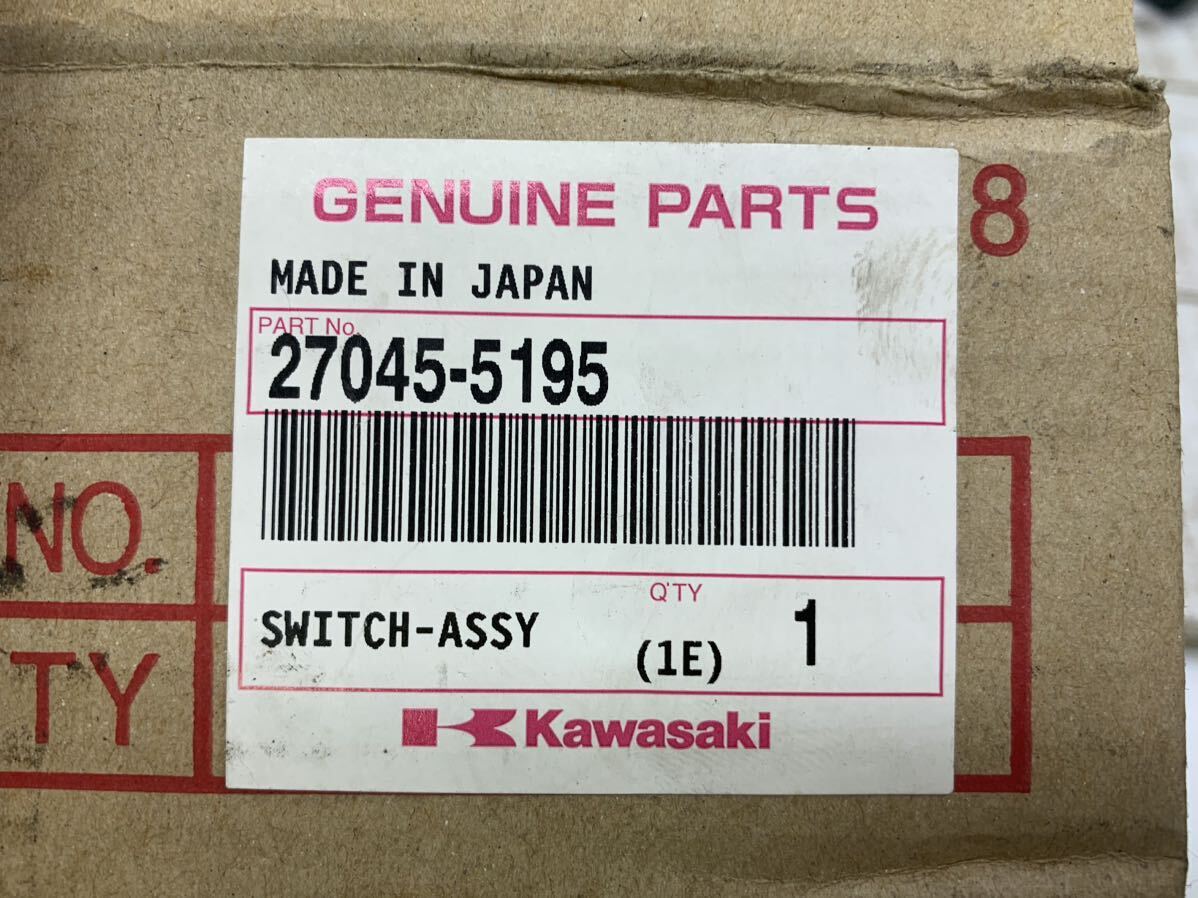 GENUINE PARTS
8
MADE IN JAPAN
PART No.
27045-5195
NO.
Q'TY
SWITCH-ASSY (1E) 1
TY
Kawasaki